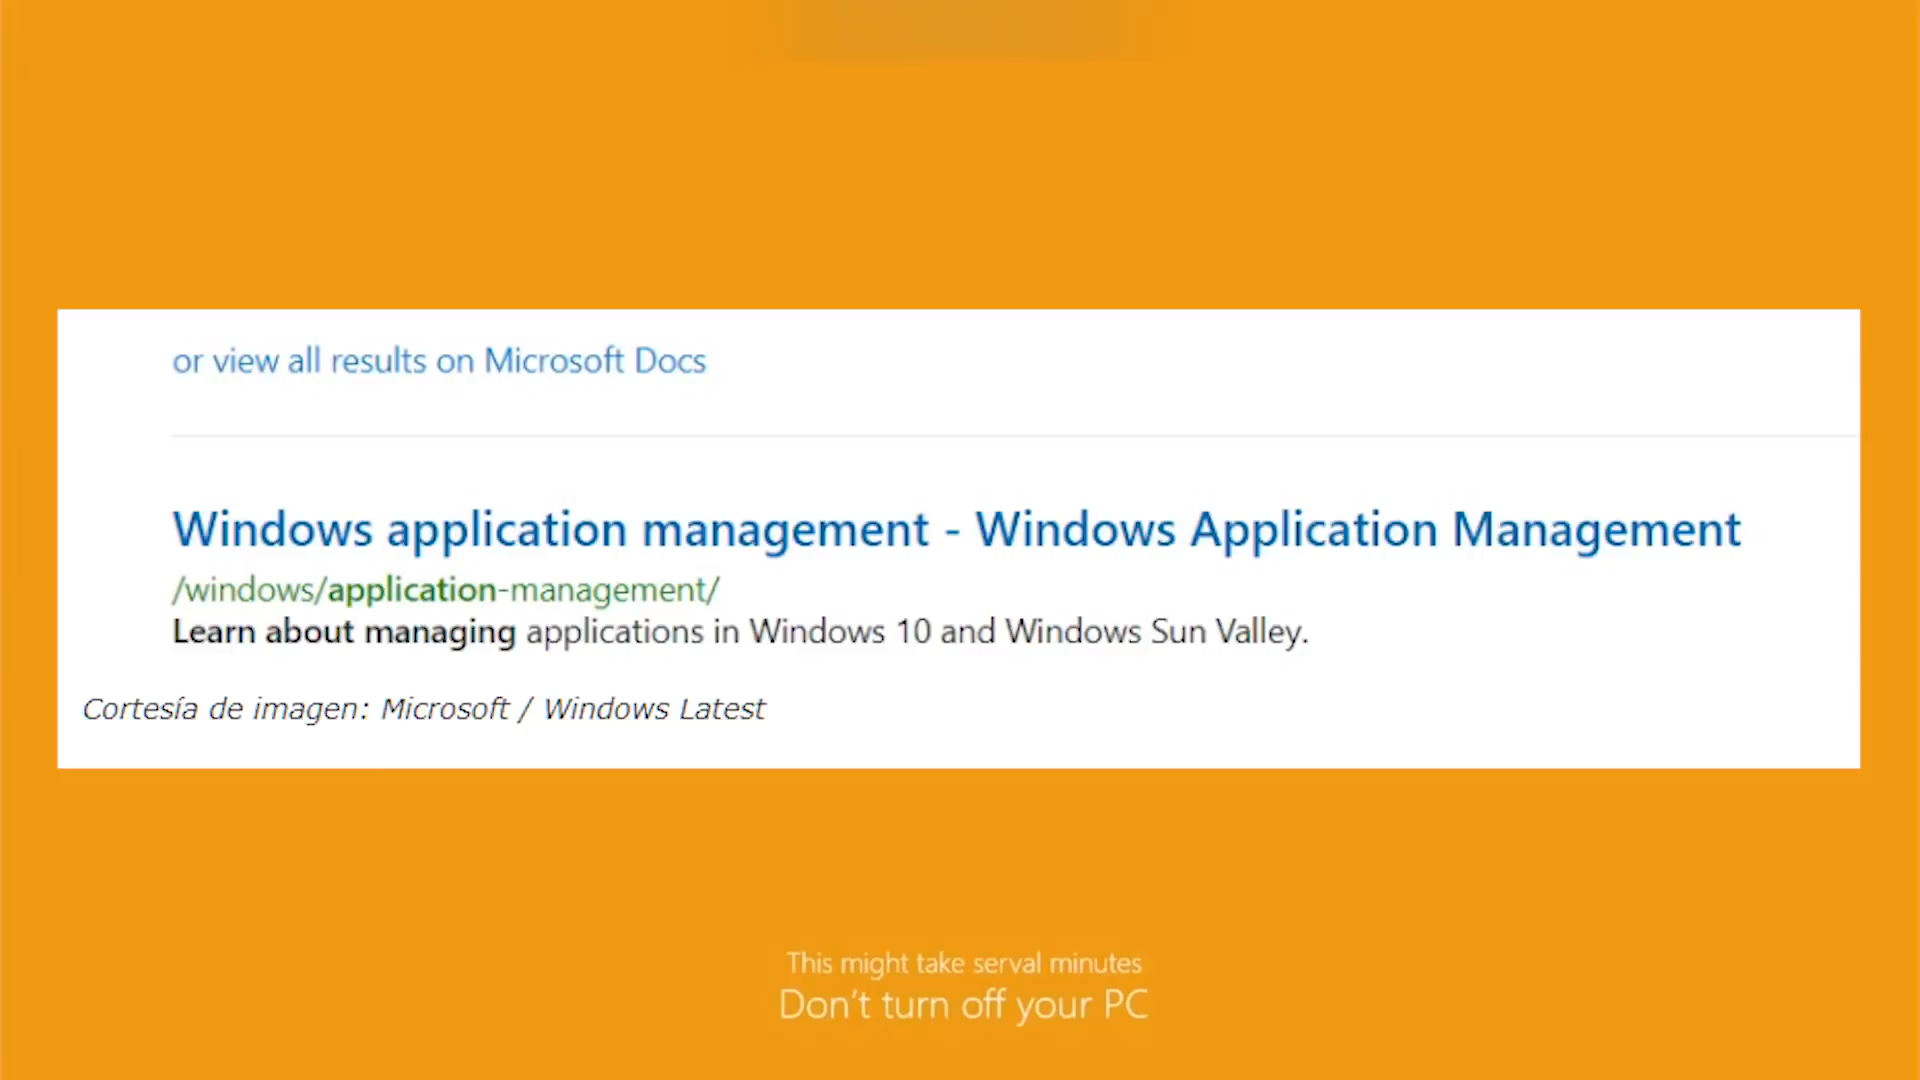 or view all results on Microsoft Docs
Windows application management - Windows Application Management
/windows/application-management/
Learn about managing applications in Windows 10 and Windows Sun Valley.
Cortesía de imagen: Microsoft / Windows Latest
This might take serval minutes
Don't turn off your PC